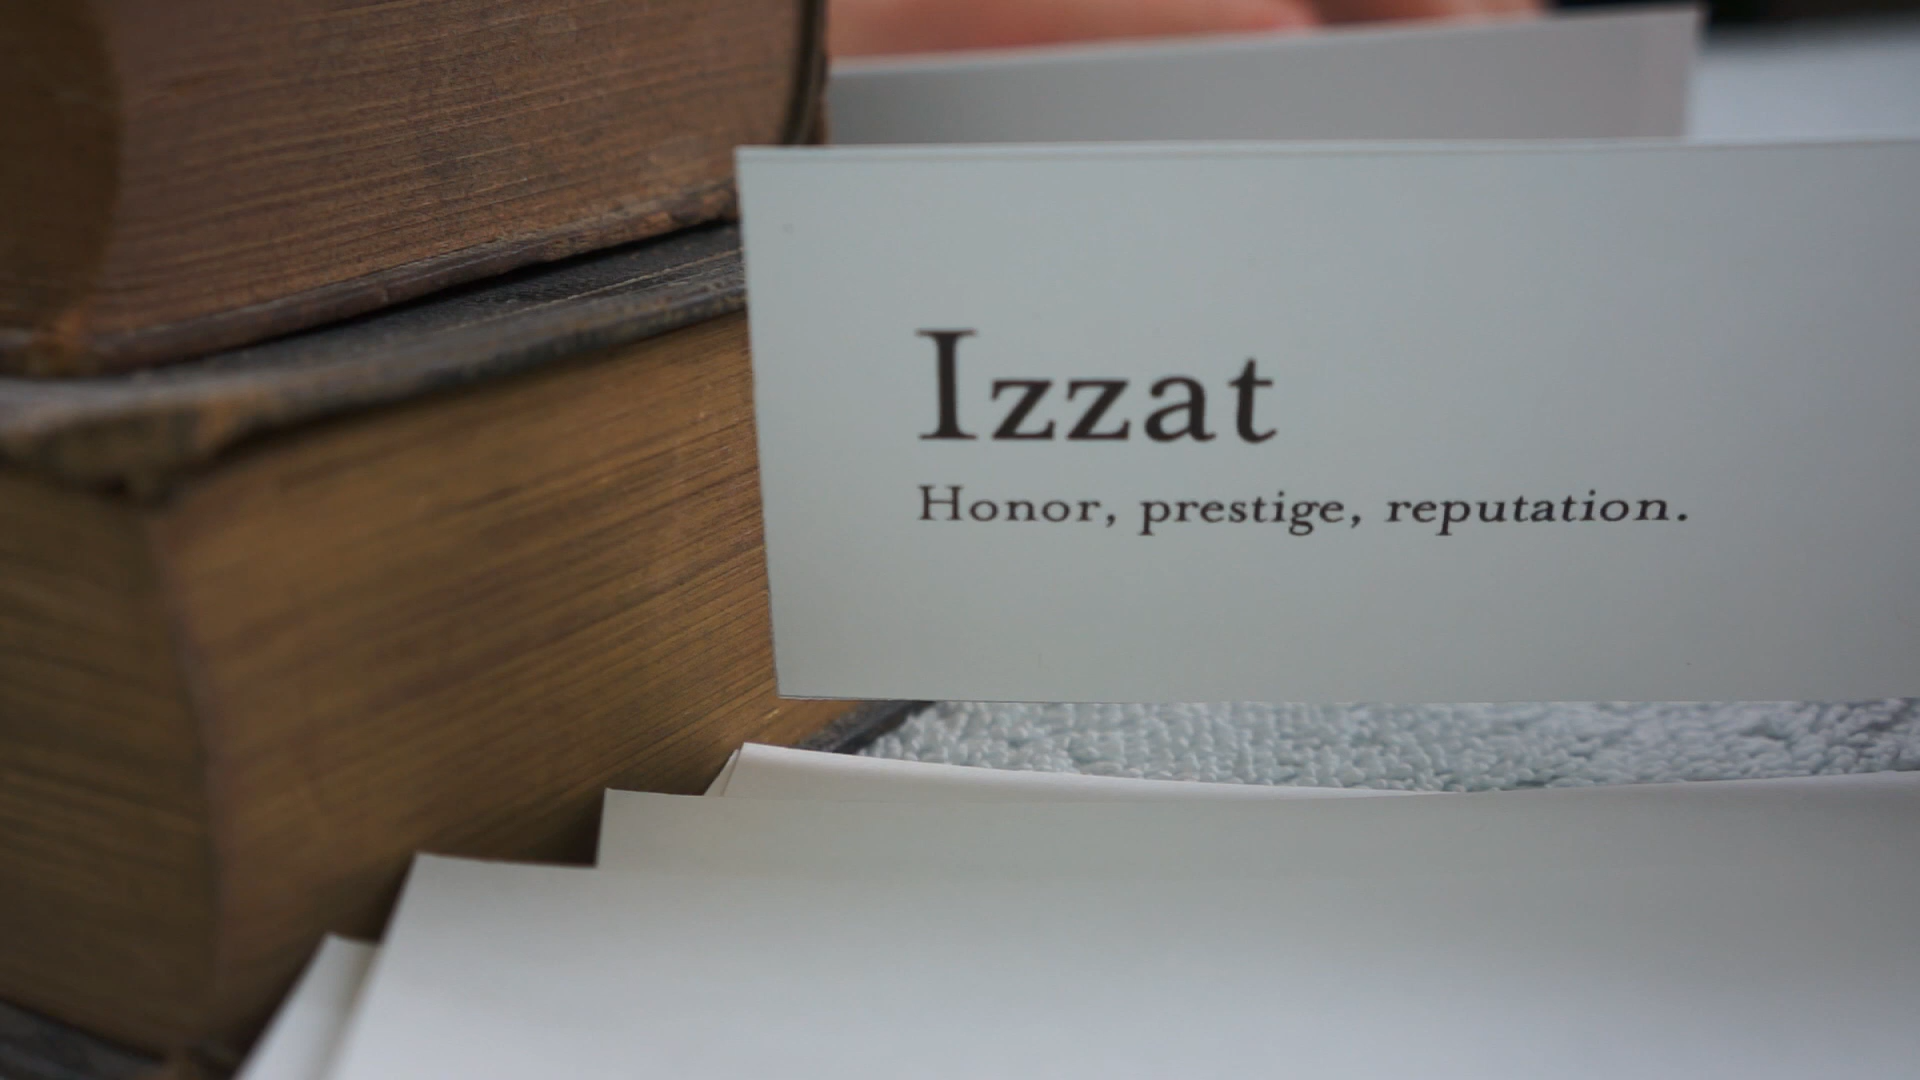 Izzat
Honor, prestige, reputation.